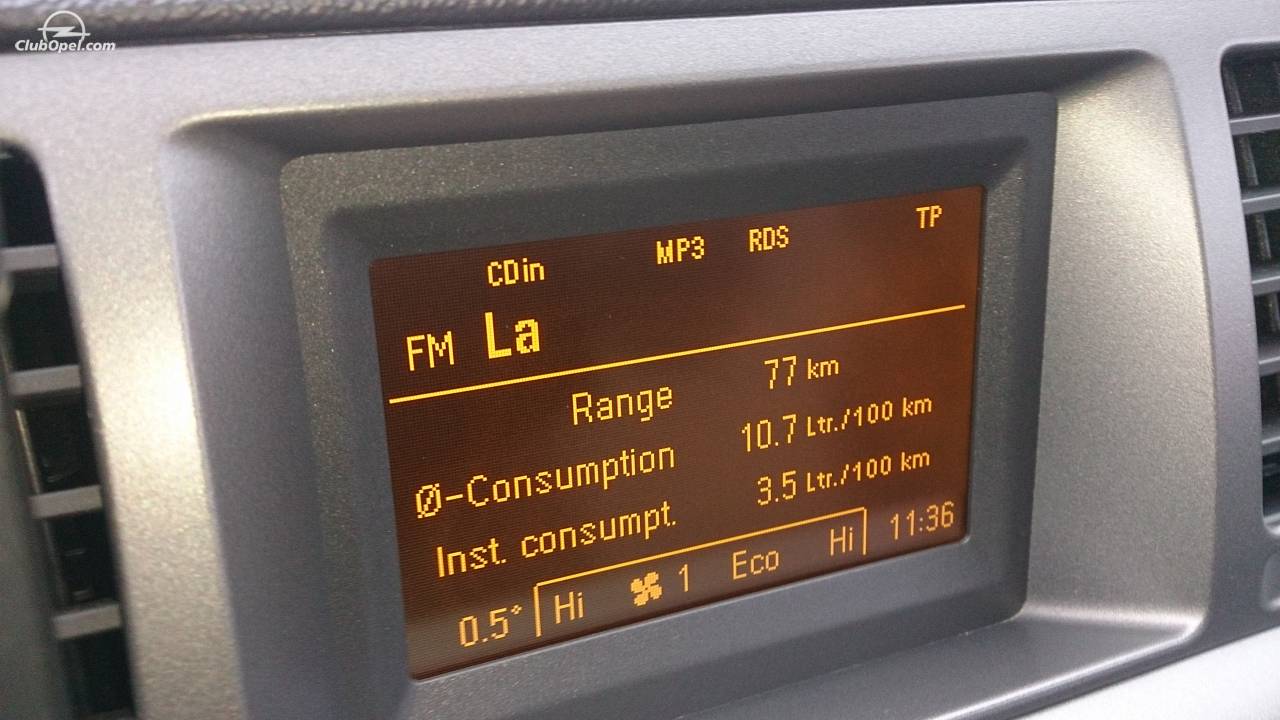 ClubOpel.com
CDin MP3 RDS TP
FM La
Range 77 km
Ø-Consumption 10.7 Ltr./100 km
Inst. consumpt. 3.5 Ltr./100 km
0.5° Hi 1 Eco Hi 11:36